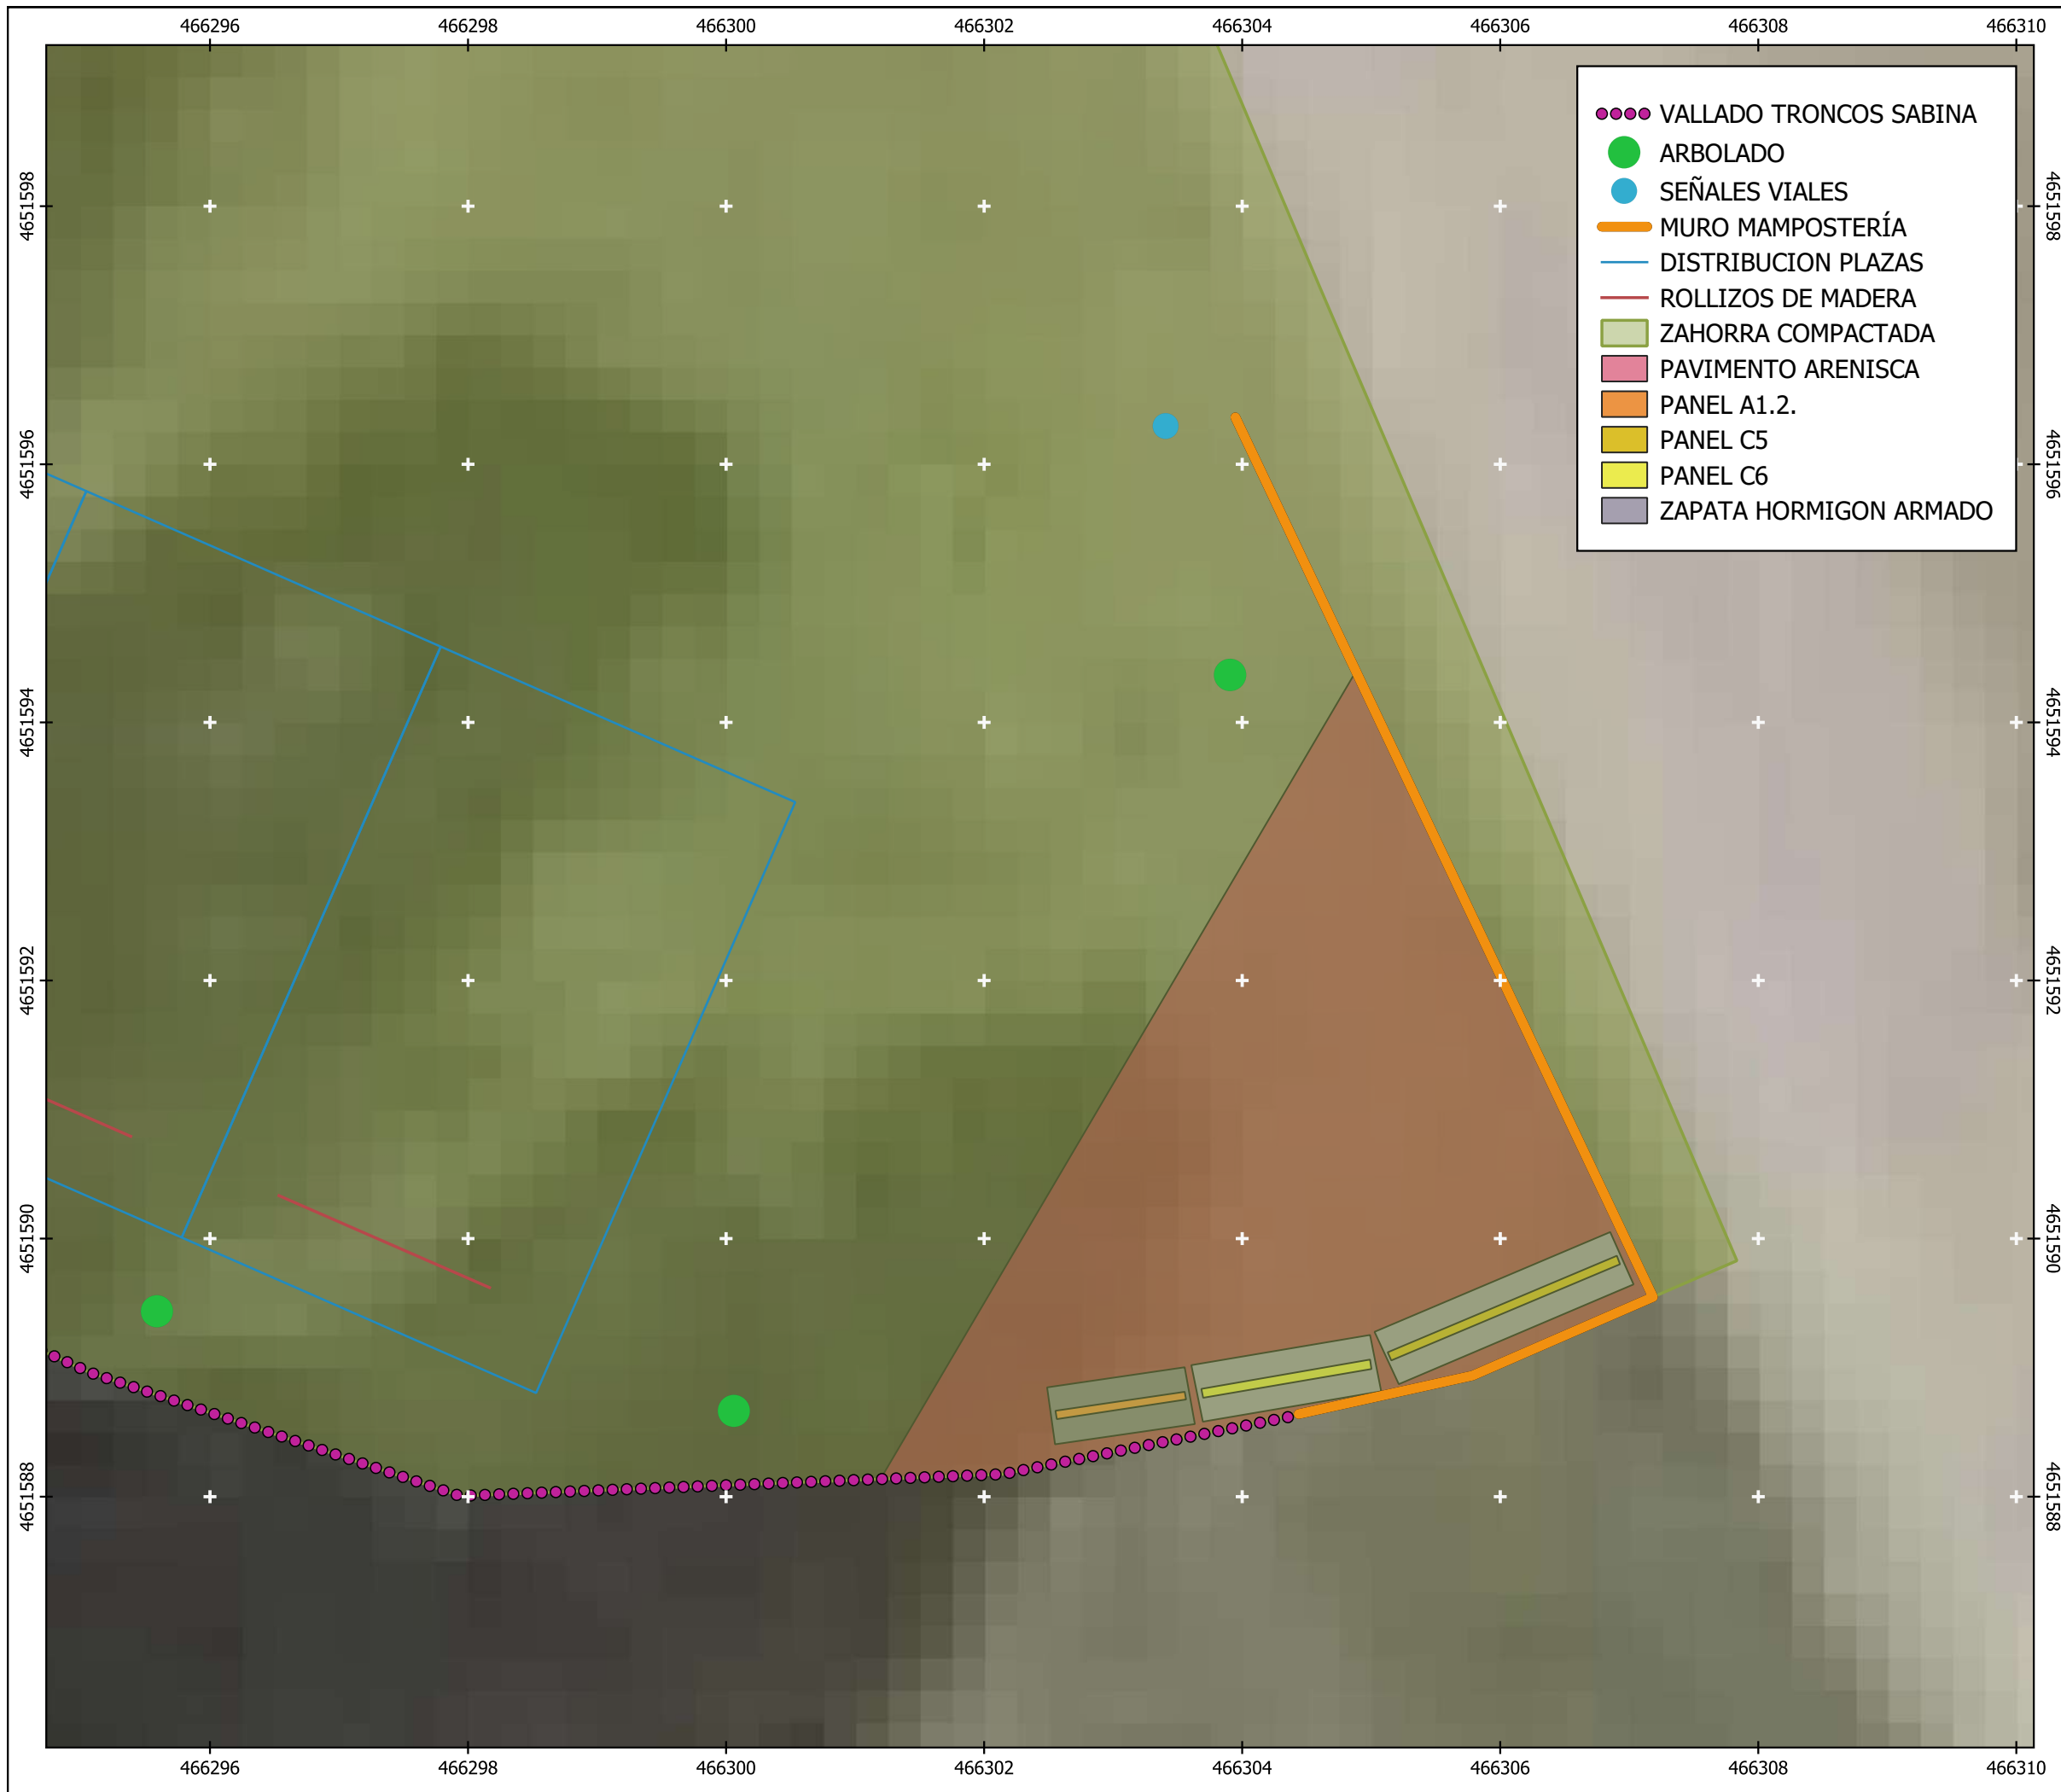 466296 466298 466300 466302 466304 466306 466308 466310
VALLADO TRONCOS SABINA
ARBOLADO
SEÑALES VIALES
MURO MAMPOSTERÍA
DISTRIBUCION PLAZAS
ROLLIZOS DE MADERA
ZAHORRA COMPACTADA
PAVIMENTO ARENISCA
PANEL A1.2.
PANEL C5
PANEL C6
ZAPATA HORMIGON ARMADO
4651598 4651598
4651596 4651596
4651594 4651594
4651592 4651592
4651590 4651590
4651588 4651588
466296 466298 466300 466302 466304 466306 466308 466310